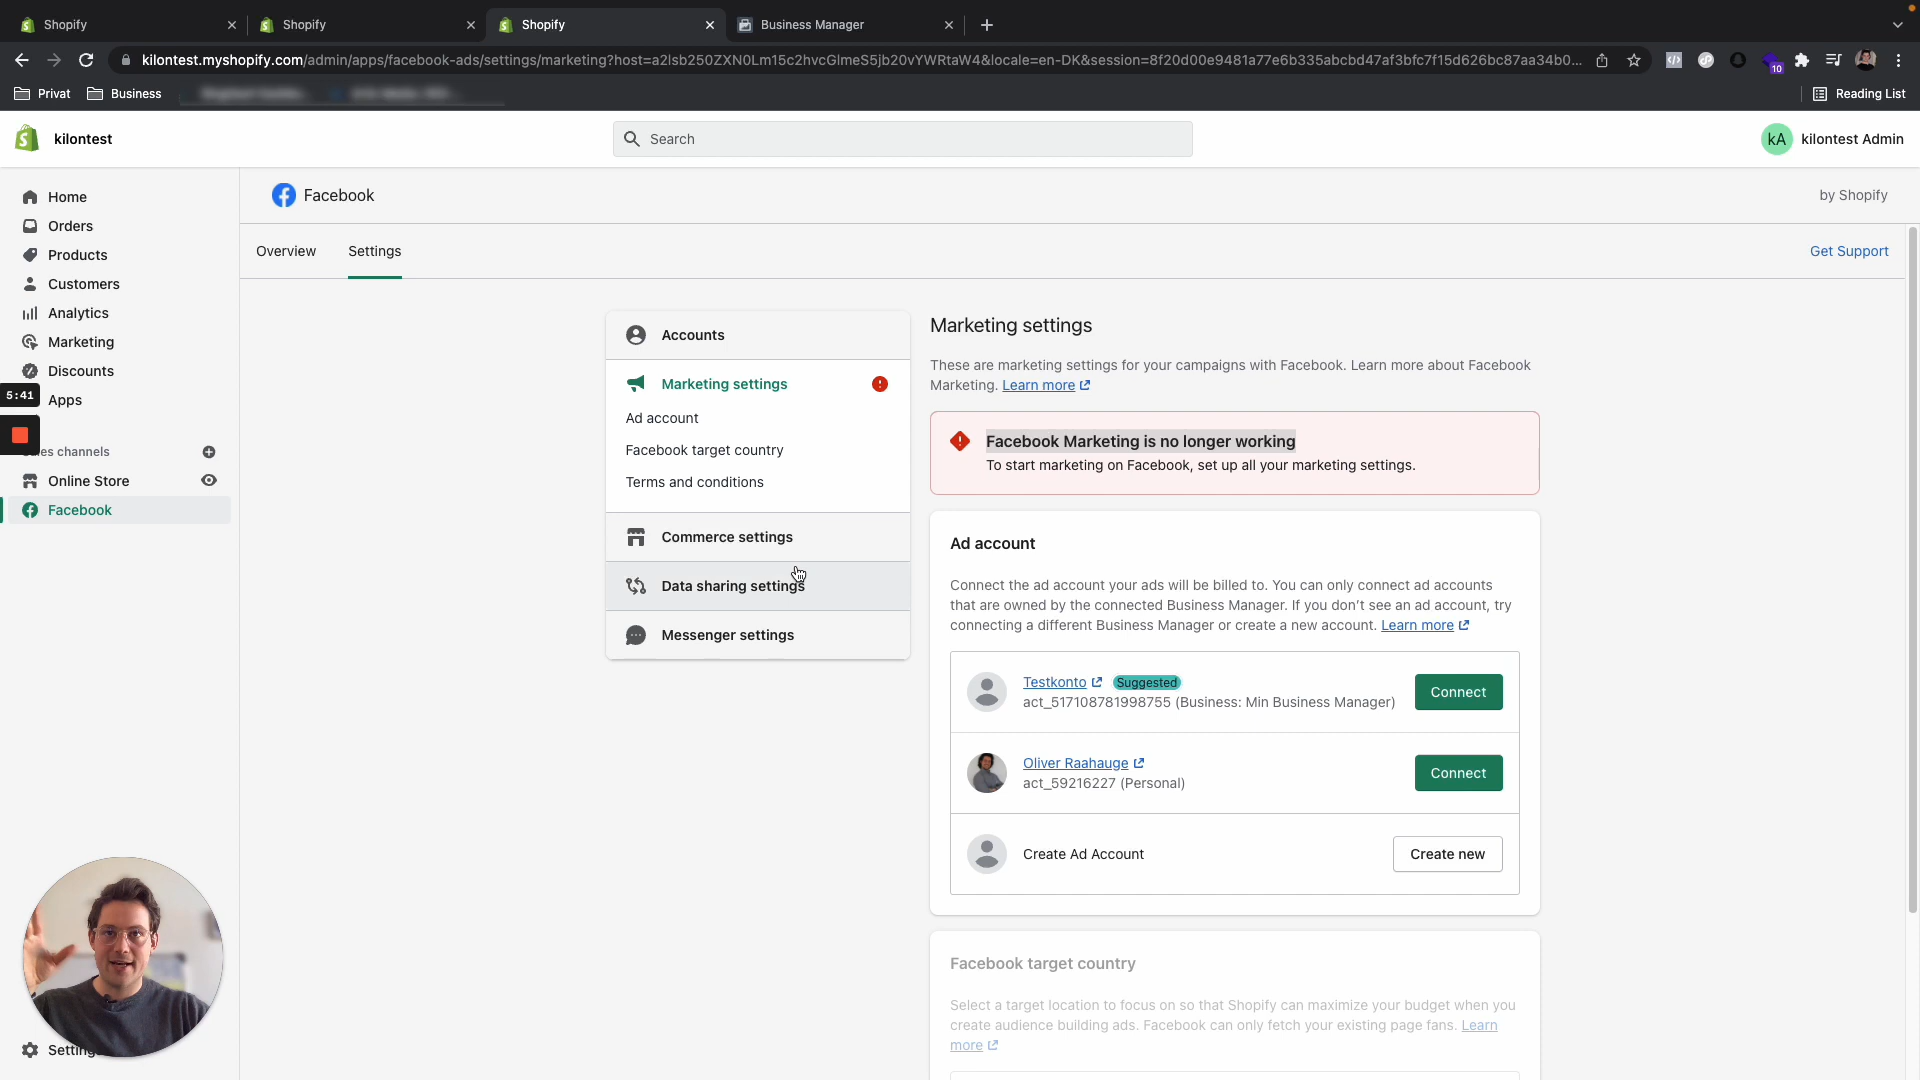 Shopify
Shopify
Shopify
Business Manager
kilontest.myshopify.com/admin/apps/facebook-ads/settings/marketing?host=a2lsb250ZXN0Lm15c2hvcGlmeS5jb20vYWRtaW4&locale=en-DK&session=8f20d00e9481a77e6b335abcbd47af3bfc7f15d626bc87aa34b0...
10
Privat
Business
Reading List
kilontest
Search
kA
kilontest Admin
Home
Orders
Products
Customers
Analytics
Marketing
Discounts
5:41
Apps
les channels
Online Store
Facebook
Settings
Facebook
by Shopify
Overview
Settings
Get Support
Accounts
Marketing settings
Ad account
Facebook target country
Terms and conditions
Commerce settings
Data sharing settings
Messenger settings
Marketing settings
These are marketing settings for your campaigns with Facebook. Learn more about Facebook
Marketing. Learn more
Facebook Marketing is no longer working
To start marketing on Facebook, set up all your marketing settings.
Ad account
Connect the ad account your ads will be billed to. You can only connect ad accounts
that are owned by the connected Business Manager. If you don't see an ad account, try
connecting a different Business Manager or create a new account. Learn more
Testkonto Suggested
act_517108781998755 (Business: Min Business Manager)
Connect
Oliver Raahauge
act_59216227 (Personal)
Connect
Create Ad Account
Create new
Facebook target country
Select a target location to focus on so that Shopify can maximize your budget when you
create audience building ads. Facebook can only fetch your existing page fans. Learn
more